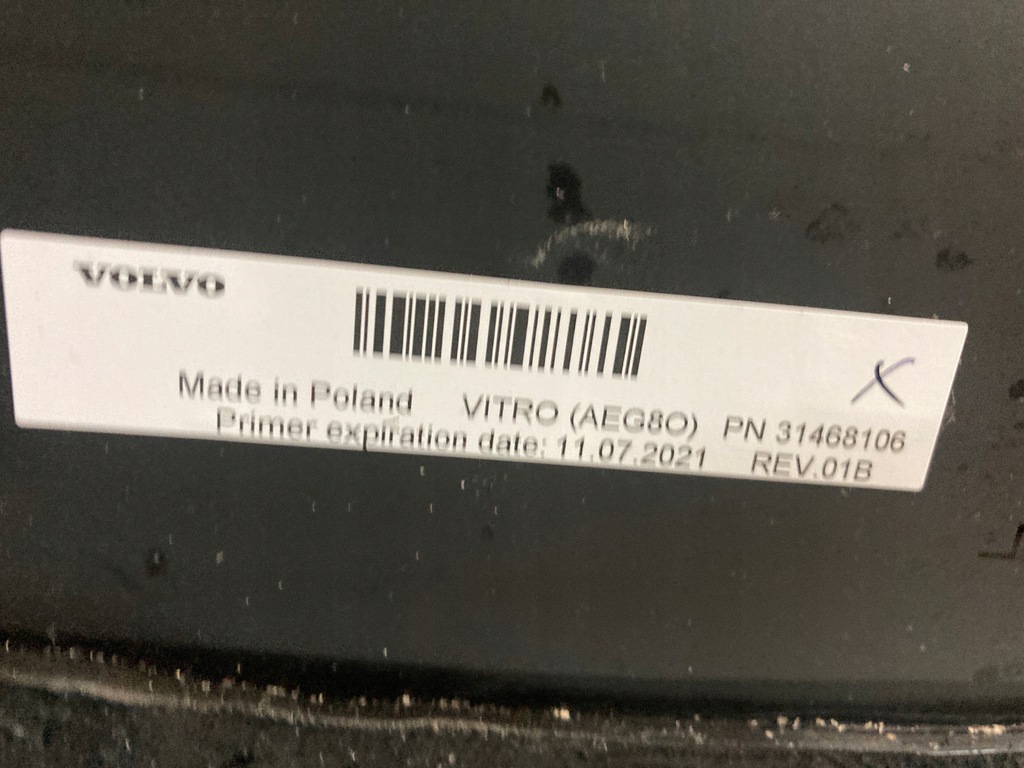 VOLVO
X
Made in Poland VITRO (AEG8O) PN 31468106
Primer expiration date: 11.07.2021 REV.01B